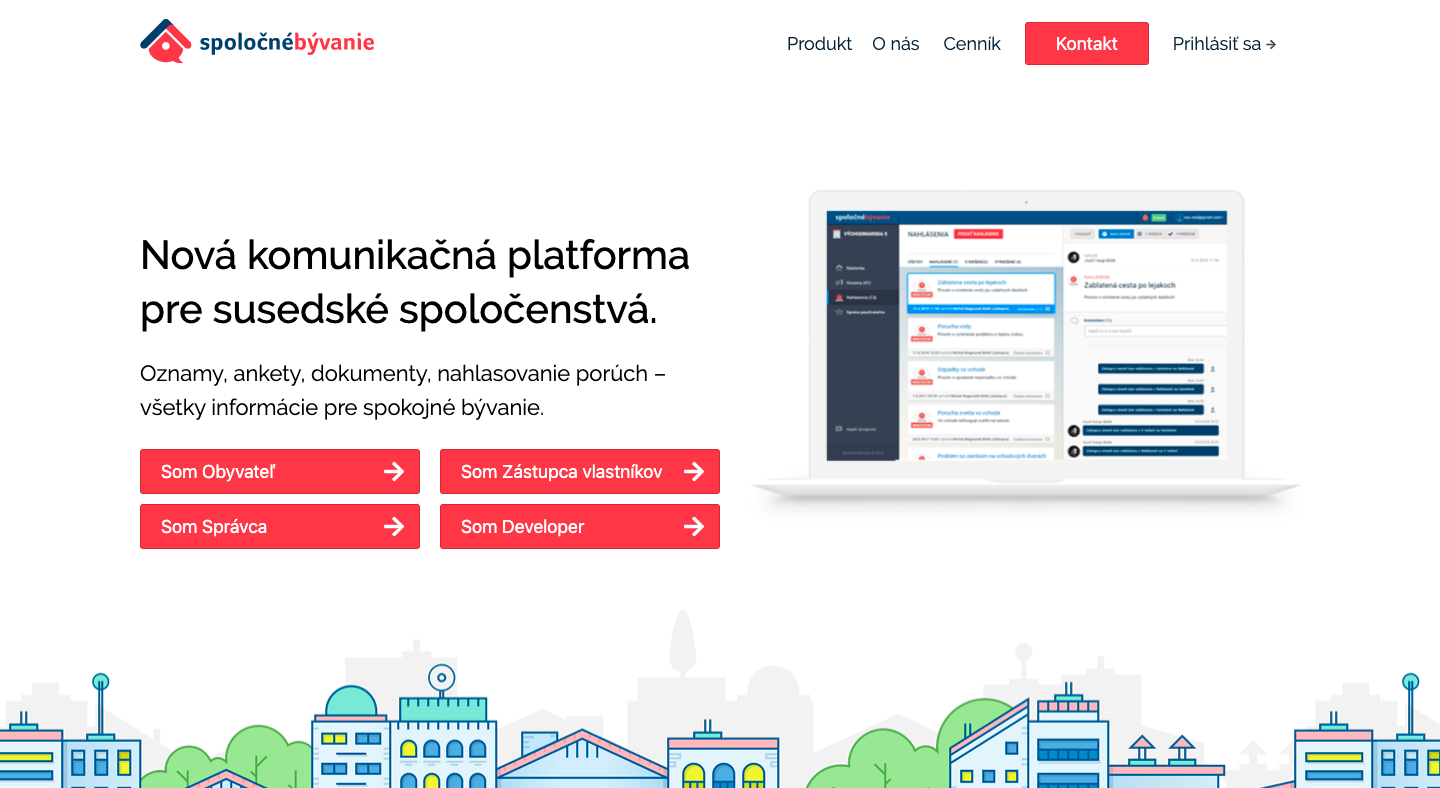 spoločnébývanie
Produkt
O nás
Cenník
Kontakt
Prihlásiť sa
Nová komunikačná platforma
pre susedské spoločenstvá.
Oznamy, ankety, dokumenty, nahlasovanie porúch –
všetky informácie pre spokojné bývanie.
Som Obyvateľ
Som Zástupca vlastníkov
Som Správca
Som Developer
spoločnébývanie
NAHLÁSENIA
PRIDAŤ NAHLÁSENIE
Zablatená cesta po lejakoch
Zablatená cesta po lejakoch
Porucha vody
Odpadky vo vchode
Porucha svetla vo vchode
Problém so zámkom na vchodových dverách